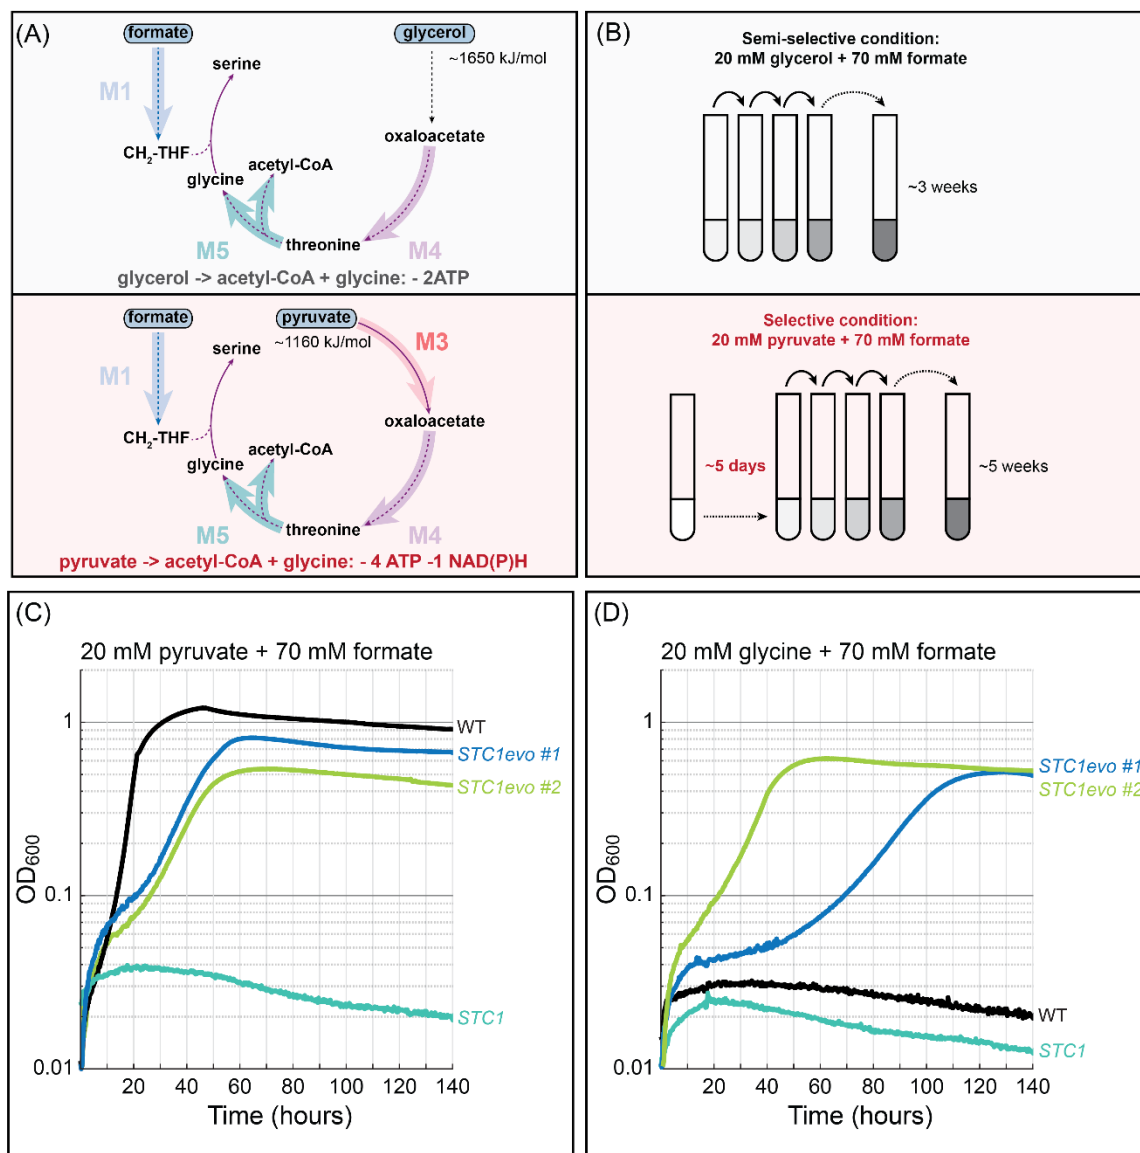 (A)
formate
glycerol
~1650 kJ/mol
serine
M1
oxaloacetate
CH2-THF
acetyl-CoA
glycine
M5
threonine
M4
glycerol -> acetyl-CoA + glycine: - 2ATP
formate
pyruvate
~1160 kJ/mol
M3
serine
M1
oxaloacetate
CH2-THF
acetyl-CoA
glycine
M5
threonine
M4
pyruvate -> acetyl-CoA + glycine: - 4 ATP -1 NAD(P)H
(B)
Semi-selective condition:
20 mM glycerol + 70 mM formate
~3 weeks
Selective condition:
20 mM pyruvate + 70 mM formate
~5 days
~5 weeks
(C)
20 mM pyruvate + 70 mM formate
1
0.1
0.01
OD600
WT
STC1evo #1
STC1evo #2
STC1
20 40 60 80 100 120 140
Time (hours)
(D)
20 mM glycine + 70 mM formate
1
0.1
0.01
OD600
STC1evo #1
STC1evo #2
WT
STC1
20 40 60 80 100 120 140
Time (hours)